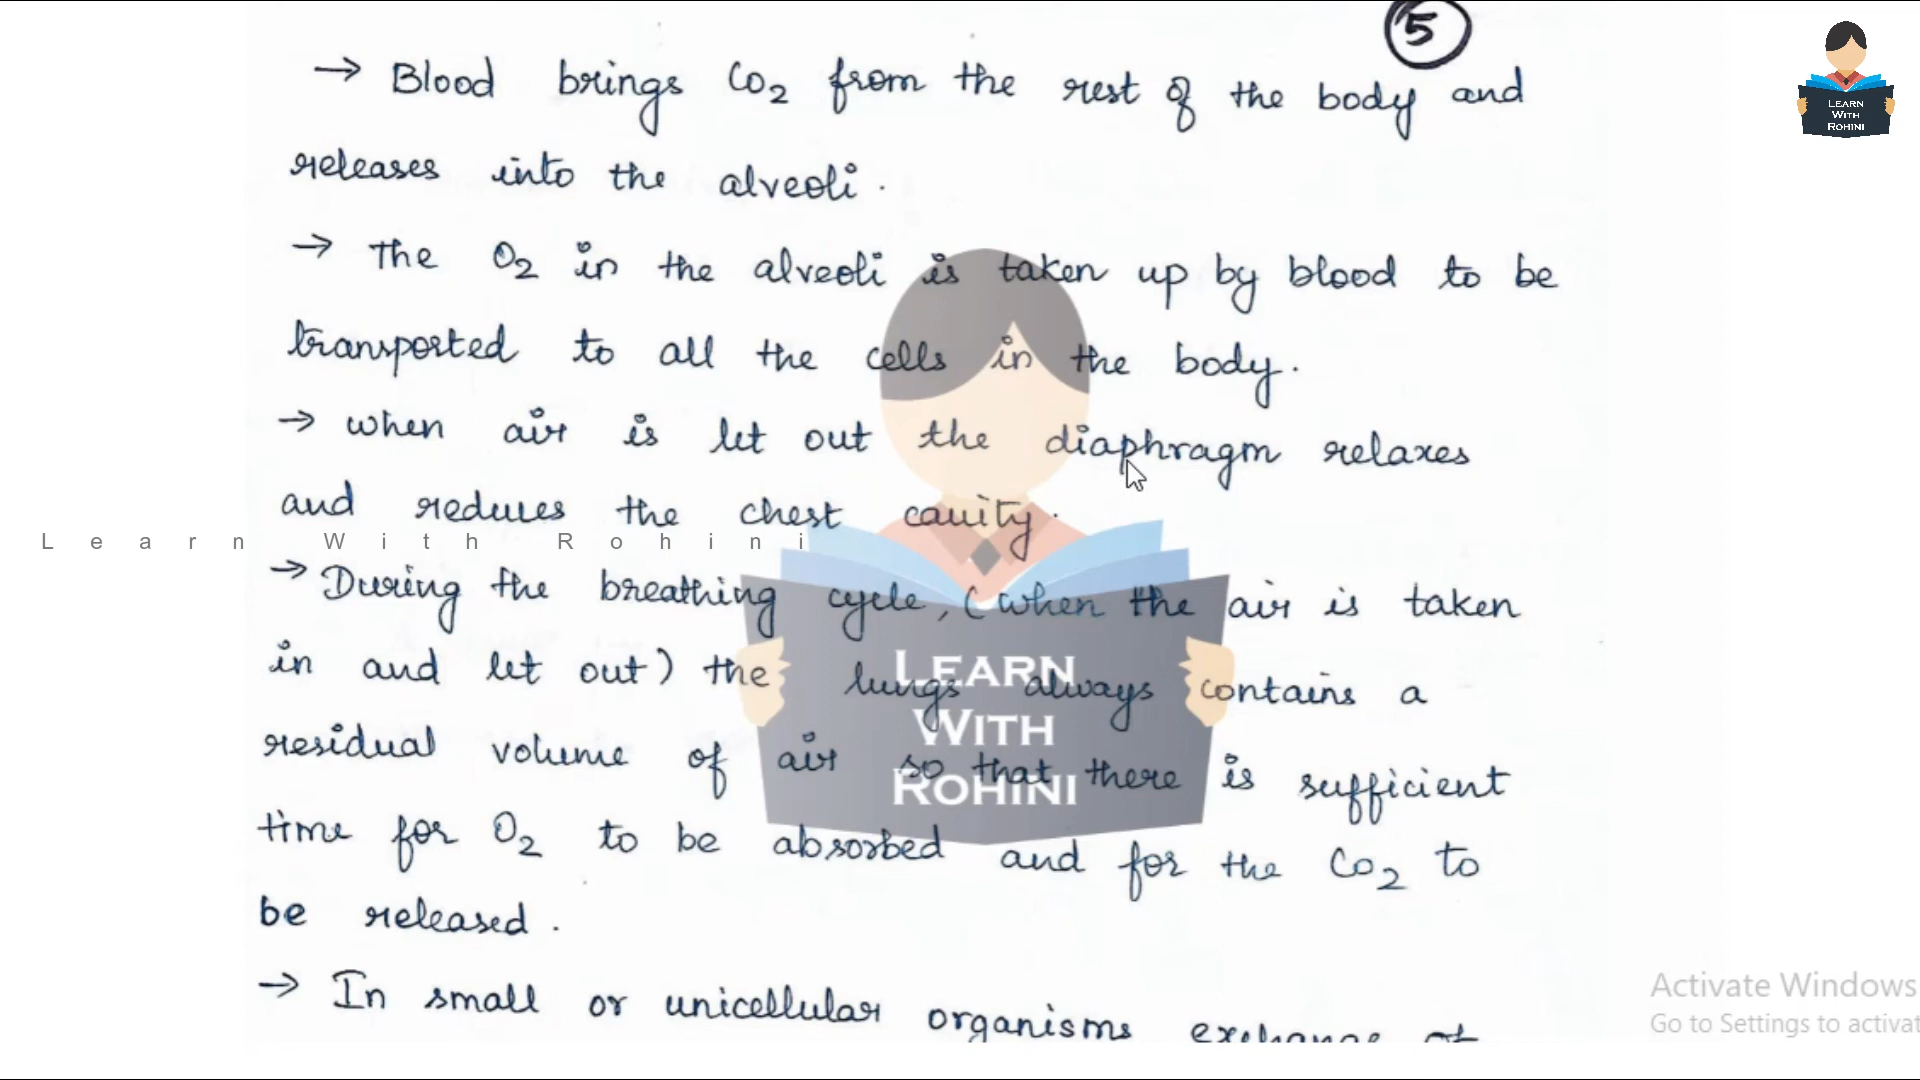 5
→ Blood brings CO2 from the rest of the body and
releases into the alveoli.
→ The O2 in the alveoli is taken up by blood to be
transported to all the cells in the body.
→ when air is let out the diaphragm relaxes
and reduces the chest cavity.
→ During the breathing cycle, (when the air is taken
in and let out) the lungs always contains a
residual volume of air so that there is sufficient
time for O2 to be absorbed and for the CO2 to
be released.
→ In small or unicellular organisms exchange of
LEARN
WITH
ROHINI
Learn With Rohini
LEARN
WITH
ROHINI
Activate Windows
Go to Settings to activat